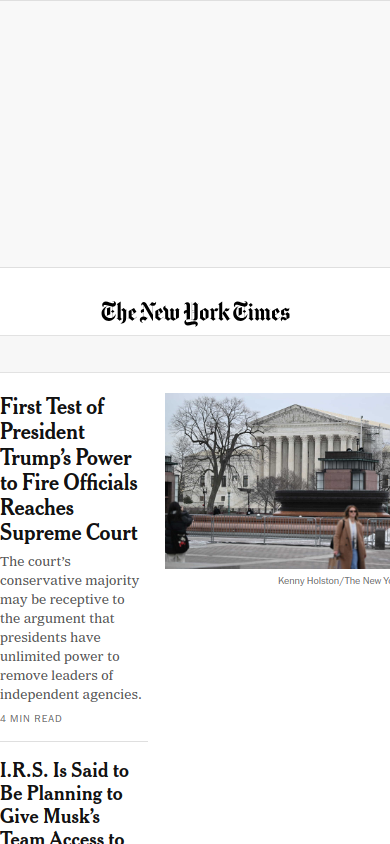 The New York Times
First Test of
President
Trump's Power
to Fire Officials
Reaches
Supreme Court
The court's
conservative majority
may be receptive to
the argument that
presidents have
unlimited power to
remove leaders of
independent agencies.
4 MIN READ
Kenny Holston/The New Yo
I.R.S. Is Said to
Be Planning to
Give Musk's
Team Access to